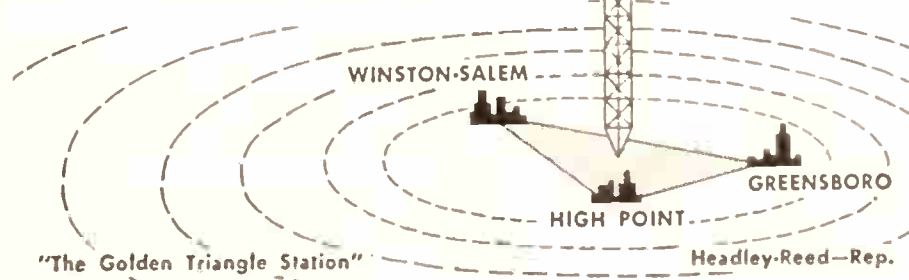 WINSTON-SALEM
GREENSBORO
HIGH POINT
"The Golden Triangle Station"
Headley-Reed—Rep.